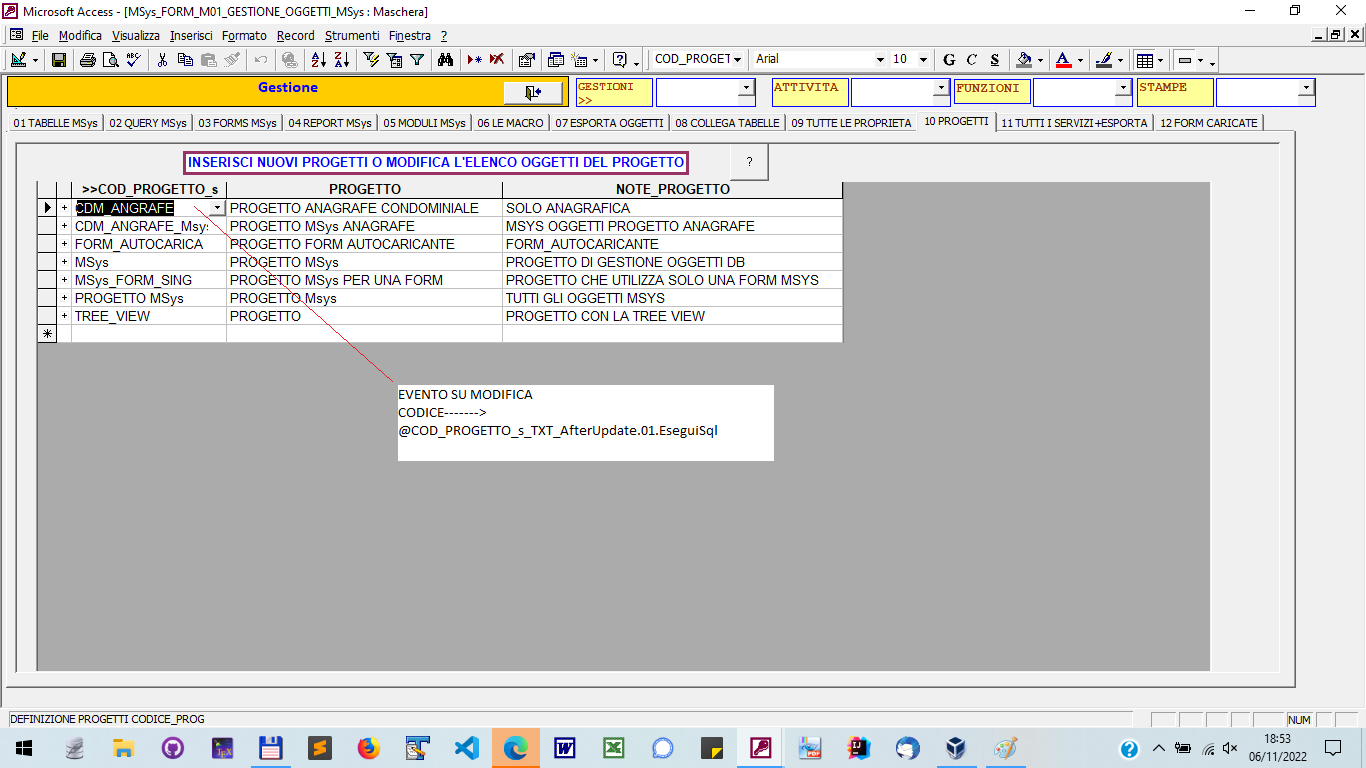 Microsoft Access - [MSys_FORM_M01_GESTIONE_OGGETTI_MSys : Maschera]
File Modifica Visualizza Inserisci Formato Record Strumenti Finestra ?
COD_PROGET Arial 10 G C S
Gestione GESTIONI >> ATTIVITA FUNZIONI STAMPE
01 TABELLE MSys 02 QUERY MSys 03 FORMS MSys 04 REPORT MSys 05 MODULI MSys 06 LE MACRO 07 ESPORTA OGGETTI 08 COLLEGA TABELLE 09 TUTTE LE PROPRIETA 10 PROGETTI 11 TUTTI I SERVIZI+ESPORTA 12 FORM CARICATE
INSERISCI NUOVI PROGETTI O MODIFICA L'ELENCO OGGETTI DEL PROGETTO ?
>>COD_PROGETTO_s PROGETTO NOTE_PROGETTO
+ CDM_ANGRAFE PROGETTO ANAGRAFE CONDOMINIALE SOLO ANAGRAFICA
+ CDM_ANGRAFE_Msys PROGETTO MSys ANAGRAFE MSYS OGGETTI PROGETTO ANAGRAFE
+ FORM_AUTOCARICA PROGETTO FORM AUTOCARICANTE FORM_AUTOCARICANTE
+ MSys PROGETTO MSys PROGETTO DI GESTIONE OGGETTI DB
+ MSys_FORM_SING PROGETTO MSys PER UNA FORM PROGETTO CHE UTILIZZA SOLO UNA FORM MSYS
+ PROGETTO MSys PROGETTO Msys TUTTI GLI OGGETTI MSYS
+ TREE_VIEW PROGETTO PROGETTO CON LA TREE VIEW
EVENTO SU MODIFICA
CODICE------->
@COD_PROGETTO_s_TXT_AfterUpdate.01.EseguiSql
DEFINIZIONE PROGETTI CODICE_PROG NUM
18:53
06/11/2022